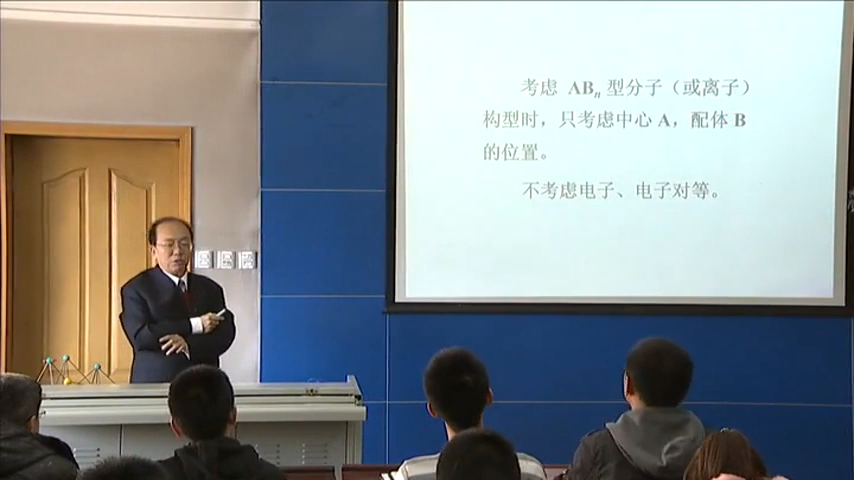 考虑 ABn 型分子（或离子）
构型时，只考虑中心 A，配体 B
的位置。
不考虑电子、电子对等。